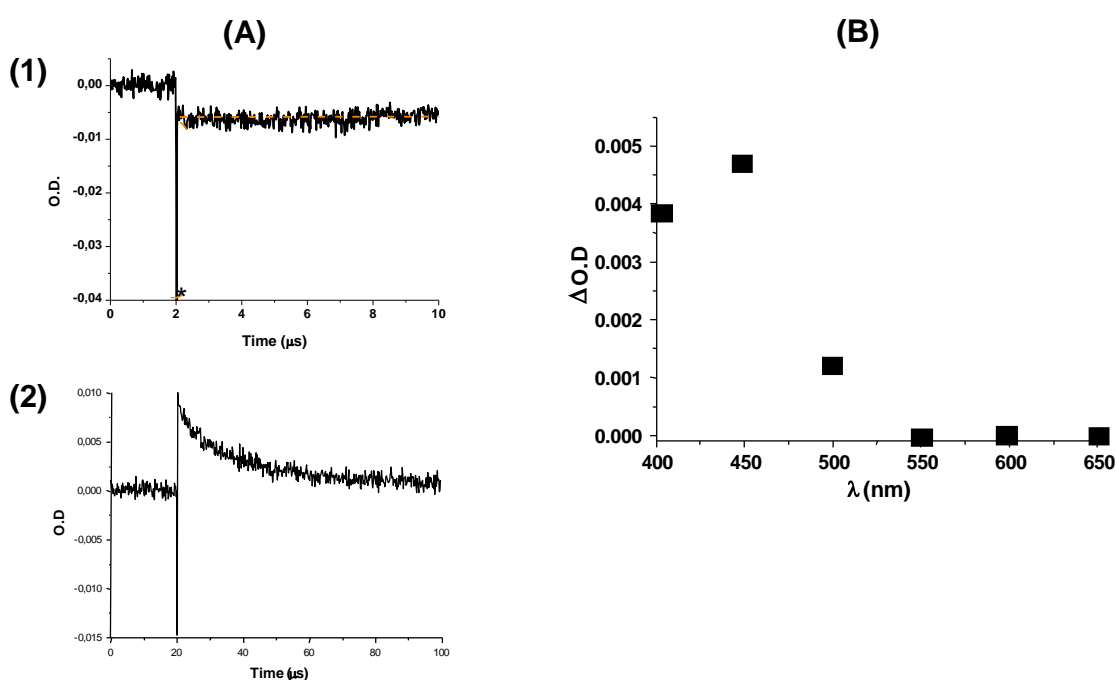 (A)
(1)
0,00
-0,01
-0,02
-0,03
-0,04
O.D.
*
0 2 4 6 8 10
Time (μs)
(2)
0,010
0,005
0,000
-0,005
-0,010
-0,015
O.D
0 20 40 60 80 100
Time (μs)
(B)
0.005
0.004
0.003
0.002
0.001
0.000
ΔO.D
400 450 500 550 600 650
λ (nm)